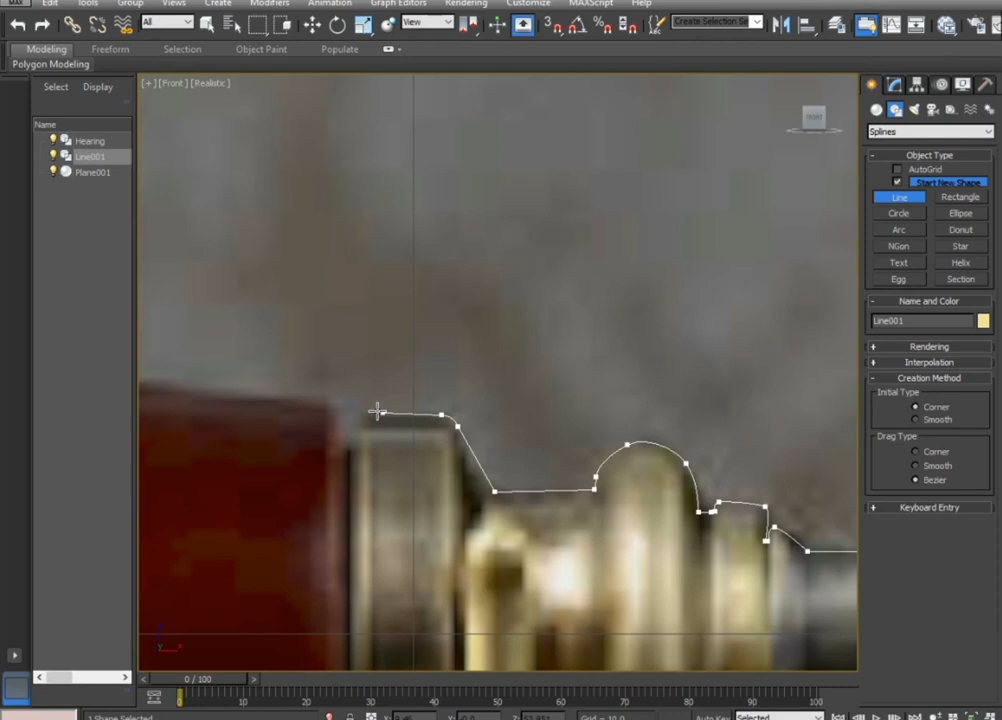 MAX
Edit Tools Group Views Create Modifiers Animation Graph Editors Rendering Customize MAXScript Help
All View Create Selection Se
Modeling Freeform Selection Object Paint Populate
Polygon Modeling
Select Display
Name
Hearing
Line001
Plane001
[+] [Front] [Realistic]
FRONT
Splines
Object Type
AutoGrid
Start New Shape
Line Rectangle
Circle Ellipse
Arc Donut
NGon Star
Text Helix
Egg Section
Name and Color
Line001
Rendering
Interpolation
Creation Method
Initial Type
Corner
Smooth
Drag Type
Corner
Smooth
Bezier
Keyboard Entry
x
0 / 100
0 10 20 30 40 50 60 70 80 90 100
1 Shape Selected Grid = 10.0 Auto Key Selected